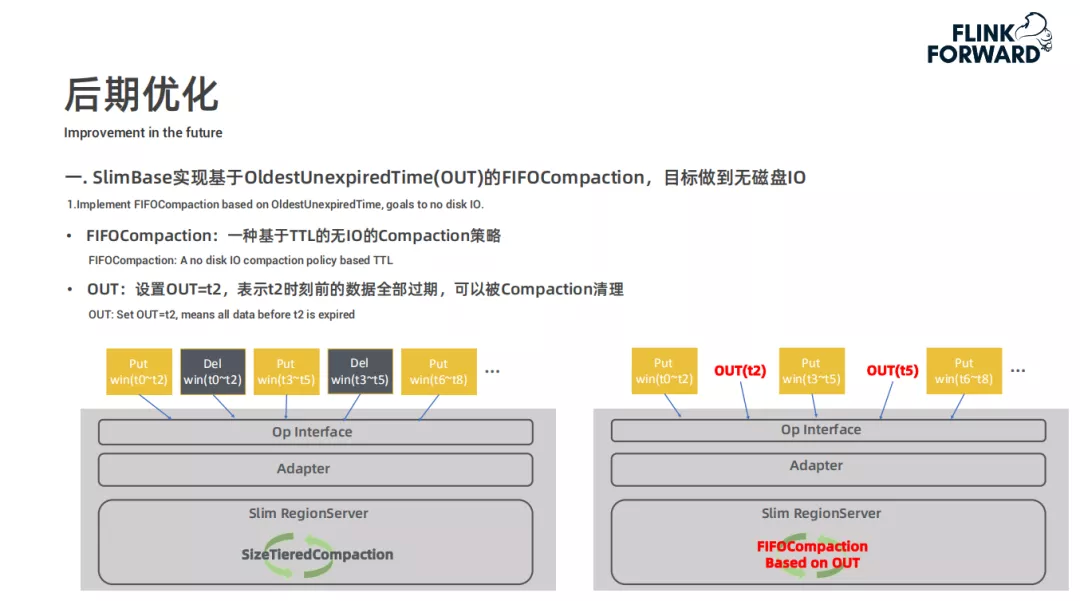 FLINK
FORWARD
后期优化
Improvement in the future
一. SlimBase实现基于OldestUnexpiredTime(OUT)的FIFOCompaction，目标做到无磁盘IO
1.Implement FIFOCompaction based on OldestUnexpiredTime, goals to no disk IO.
• FIFOCompaction：一种基于TTL的无IO的Compaction策略
FIFOCompaction: A no disk IO compaction policy based TTL
• OUT：设置OUT=t2，表示t2时刻前的数据全部过期，可以被Compaction清理
OUT: Set OUT=t2, means all data before t2 is expired
Put
win(t0~t2)
Del
win(t0~t2)
Put
win(t3~t5)
Del
win(t3~t5)
Put
win(t6~t8)
...
Op Interface
Adapter
Slim RegionServer
SizeTieredCompaction
Put
win(t0~t2)
OUT(t2)
Put
win(t3~t5)
OUT(t5)
Put
win(t6~t8)
...
Op Interface
Adapter
Slim RegionServer
FIFOCompaction
Based on OUT